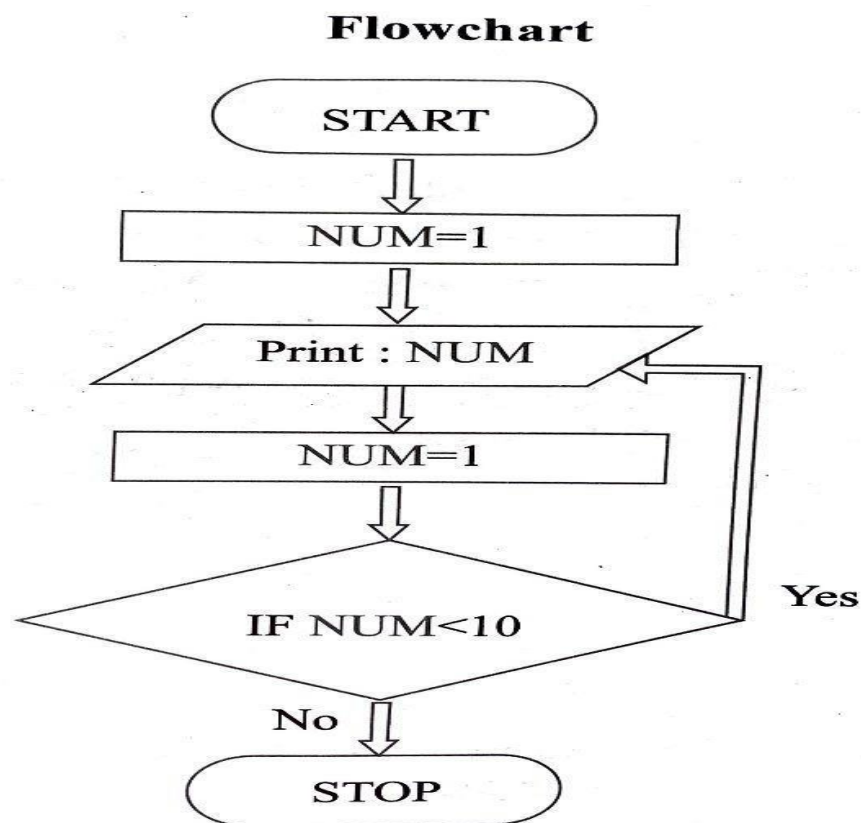 Flowchart
START
NUM=1
Print : NUM
NUM=1
IF NUM<10
Yes
No
STOP